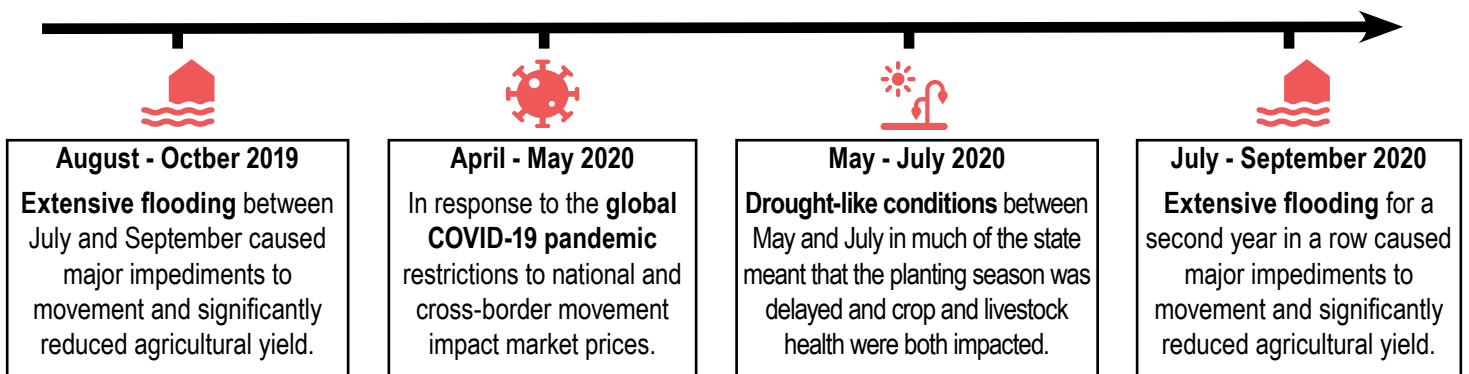 August - Octber 2019
Extensive flooding between
July and September caused
major impediments to
movement and significantly
reduced agricultural yield.
April - May 2020
In response to the global
COVID-19 pandemic
restrictions to national and
cross-border movement
impact market prices.
May - July 2020
Drought-like conditions between
May and July in much of the state
meant that the planting season was
delayed and crop and livestock
health were both impacted.
July - September 2020
Extensive flooding for a
second year in a row caused
major impediments to
movement and significantly
reduced agricultural yield.